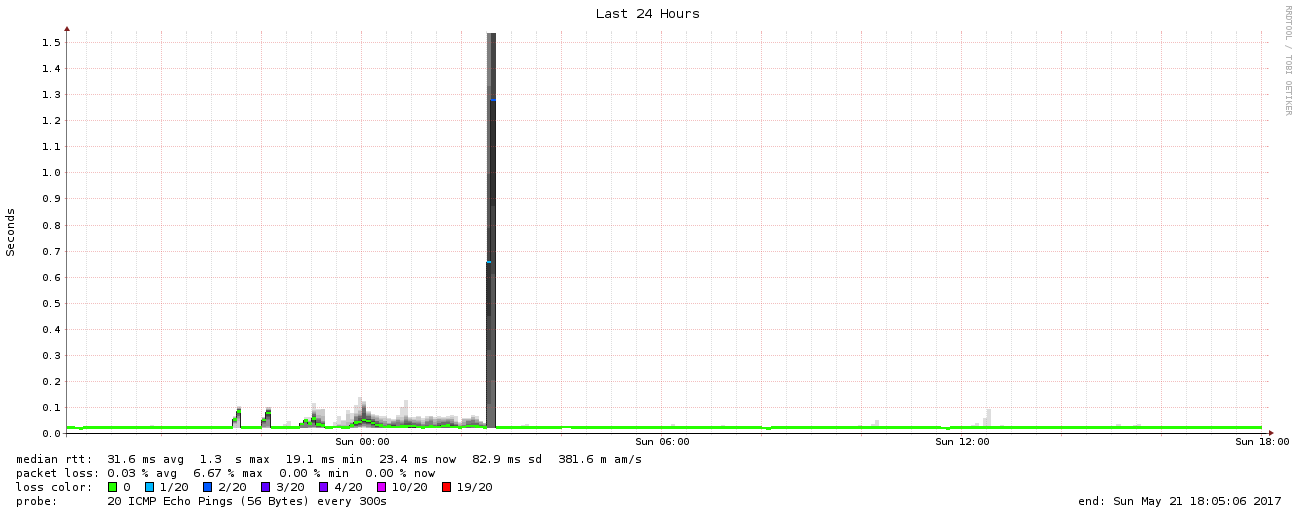 Last 24 Hours
RRDTOOL / TOBI OETIKER
Seconds
1.5
1.4
1.3
1.2
1.1
1.0
0.9
0.8
0.7
0.6
0.5
0.4
0.3
0.2
0.1
0.0
Sun 00:00 Sun 06:00 Sun 12:00 Sun 18:00
median rtt: 31.6 ms avg 1.3 s max 19.1 ms min 23.4 ms now 82.9 ms sd 381.6 m am/s
packet loss: 0.03 % avg 6.67 % max 0.00 % min 0.00 % now
loss color: 0 1/20 2/20 3/20 4/20 10/20 19/20
probe: 20 ICMP Echo Pings (56 Bytes) every 300s end: Sun May 21 18:05:06 2017